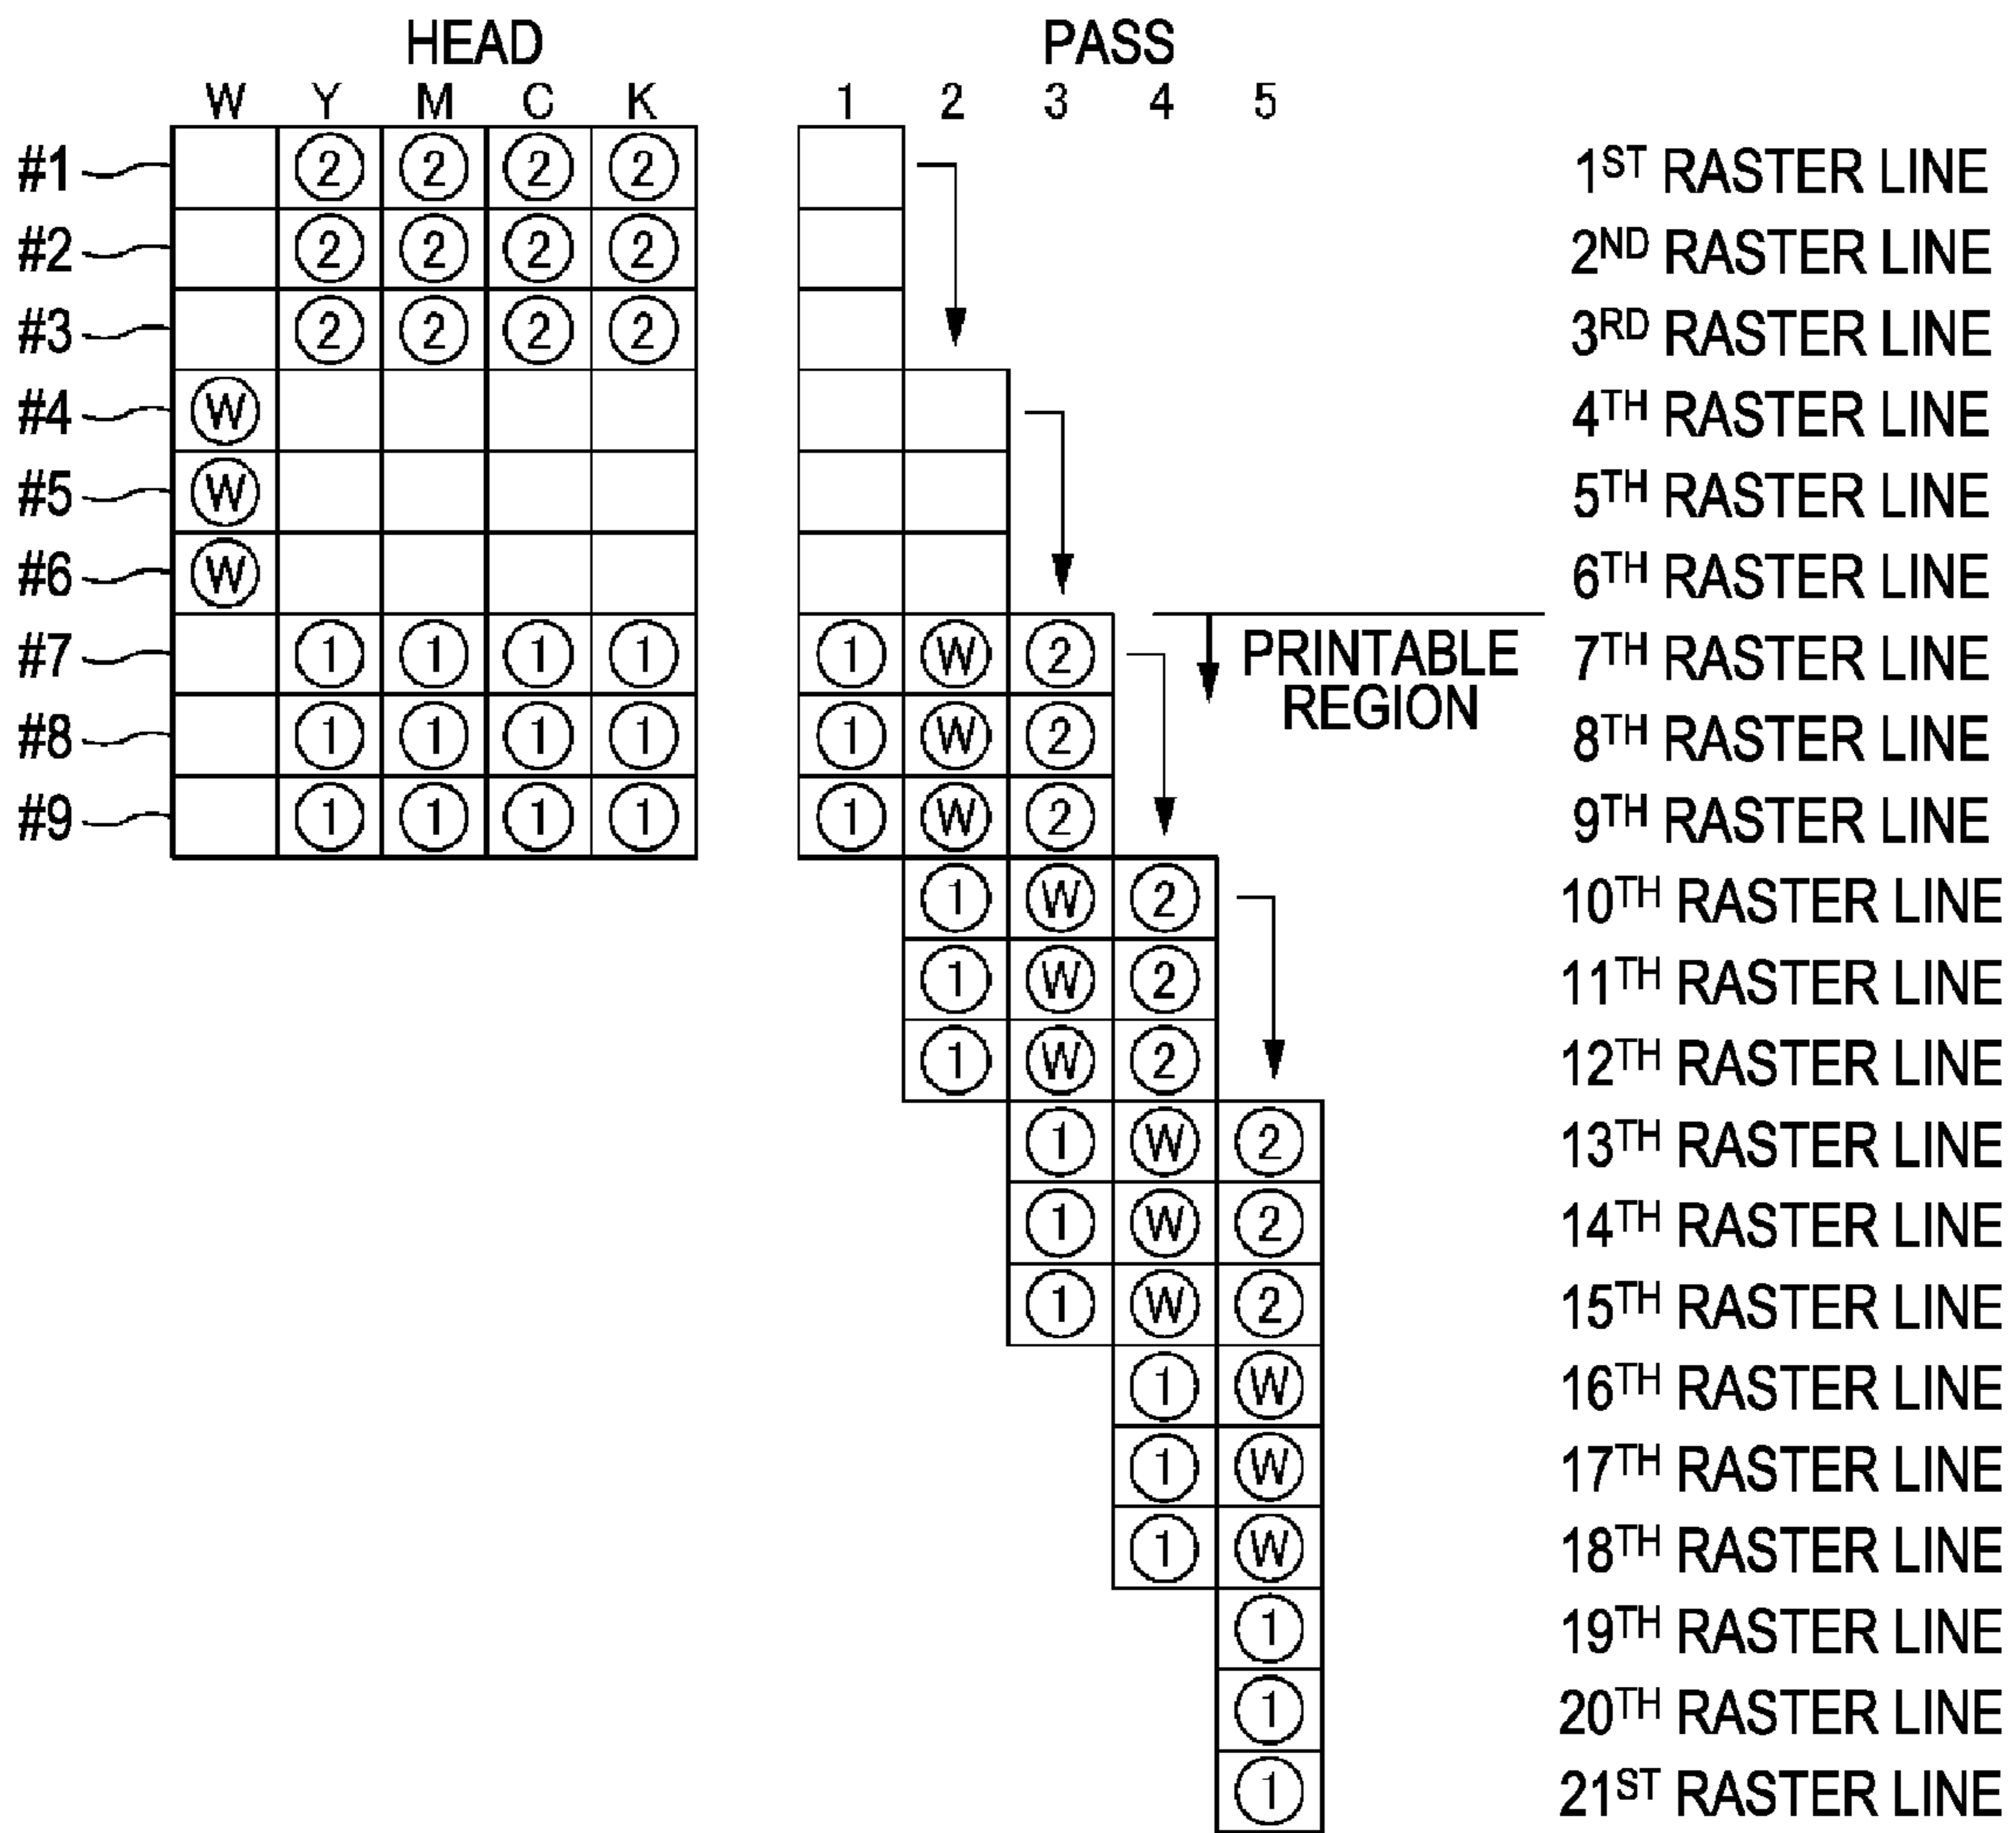 HEAD PASS
W Y M C K 1 2 3 4 5
#1 2 2 2 2 1ST RASTER LINE
#2 2 2 2 2 2ND RASTER LINE
#3 2 2 2 2 3RD RASTER LINE
#4 W 4TH RASTER LINE
#5 W 5TH RASTER LINE
#6 W 6TH RASTER LINE
#7 1 1 1 1 1 W 2 PRINTABLE 7TH RASTER LINE
REGION
#8 1 1 1 1 1 W 2 8TH RASTER LINE
#9 1 1 1 1 1 W 2 9TH RASTER LINE
1 W 2 10TH RASTER LINE
1 W 2 11TH RASTER LINE
1 W 2 12TH RASTER LINE
1 W 2 13TH RASTER LINE
1 W 2 14TH RASTER LINE
1 W 2 15TH RASTER LINE
1 W 16TH RASTER LINE
1 W 17TH RASTER LINE
1 W 18TH RASTER LINE
1 19TH RASTER LINE
1 20TH RASTER LINE
1 21ST RASTER LINE